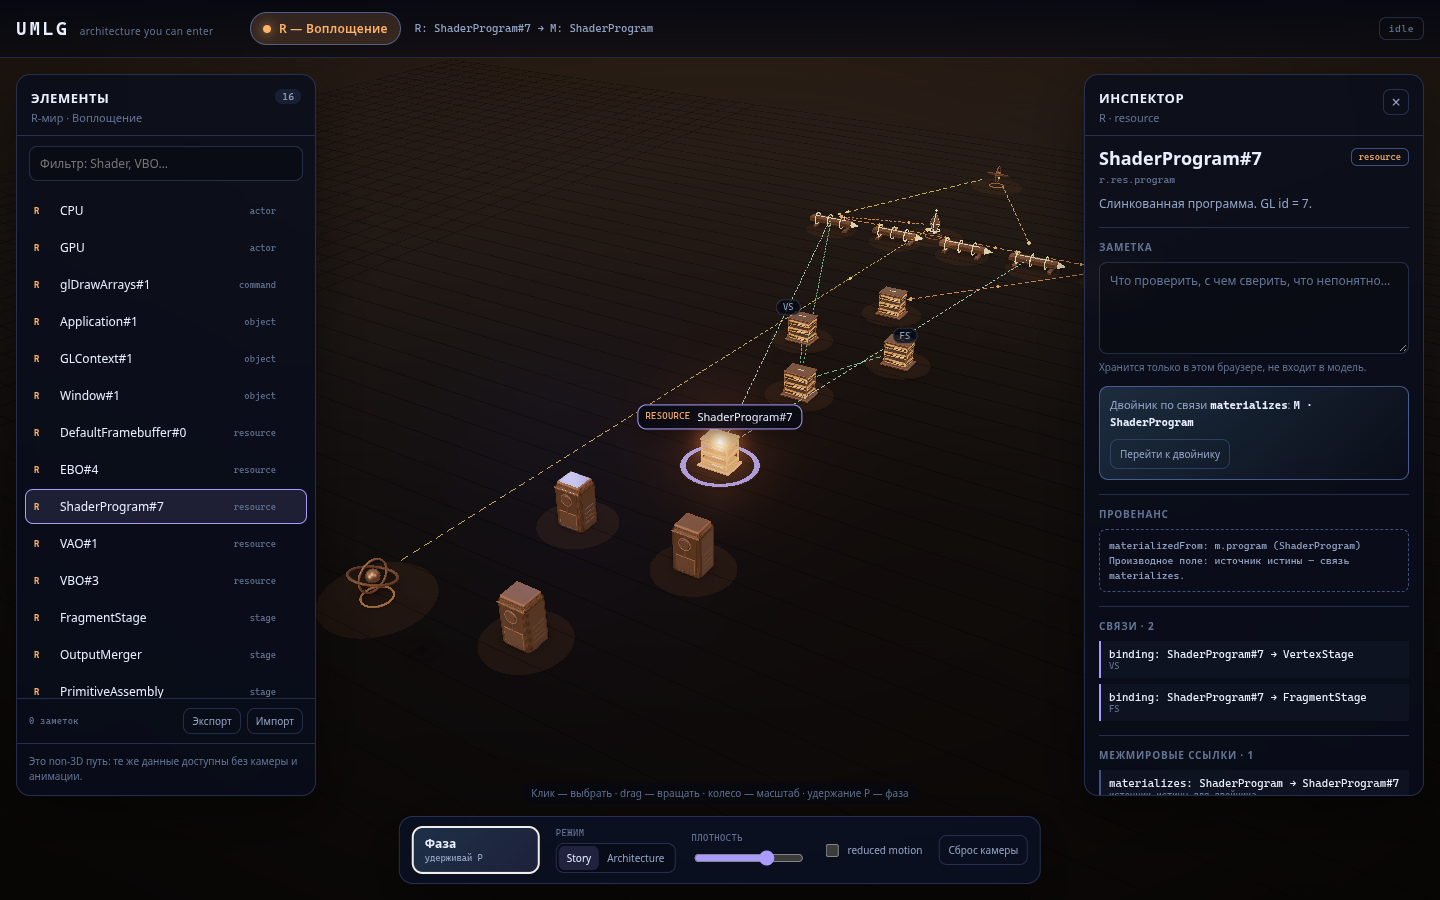 UMLG architecture you can enter
R — Воплощение
R: ShaderProgram#7 → M: ShaderProgram
idle
ЭЛЕМЕНТЫ
16
R-мир · Воплощение
Фильтр: Shader, VBO...
R CPU actor
R GPU actor
R glDrawArrays#1 command
R Application#1 object
R GLContext#1 object
R Window#1 object
R DefaultFramebuffer#0 resource
R EBO#4 resource
R ShaderProgram#7 resource
R VAO#1 resource
R VBO#3 resource
R FragmentStage stage
R OutputMerger stage
R PrimitiveAssembly stage
0 заметок
Экспорт
Импорт
Это non-3D путь: те же данные доступны без камеры и
анимации.
VS
FS
RESOURCE ShaderProgram#7
Клик — выбрать · drag — вращать · колесо — масштаб · удержание P — фаза
Фаза
удерживай P
РЕЖИМ
Story
Architecture
ПЛОТНОСТЬ
reduced motion
Сброс камеры
ИНСПЕКТОР
R · resource
×
ShaderProgram#7
resource
r.res.program
Слинкованная программа. GL id = 7.
ЗАМЕТКА
Что проверить, с чем сверить, что непонятно...
Хранится только в этом браузере, не входит в модель.
Двойник по связи materializes: M ·
ShaderProgram
Перейти к двойнику
ПРОВЕНАНС
materializedFrom: m.program (ShaderProgram)
Производное поле: источник истины — связь
materializes.
СВЯЗИ · 2
binding: ShaderProgram#7 → VertexStage
VS
binding: ShaderProgram#7 → FragmentStage
FS
МЕЖМИРОВЫЕ ССЫЛКИ · 1
materializes: ShaderProgram → ShaderProgram#7